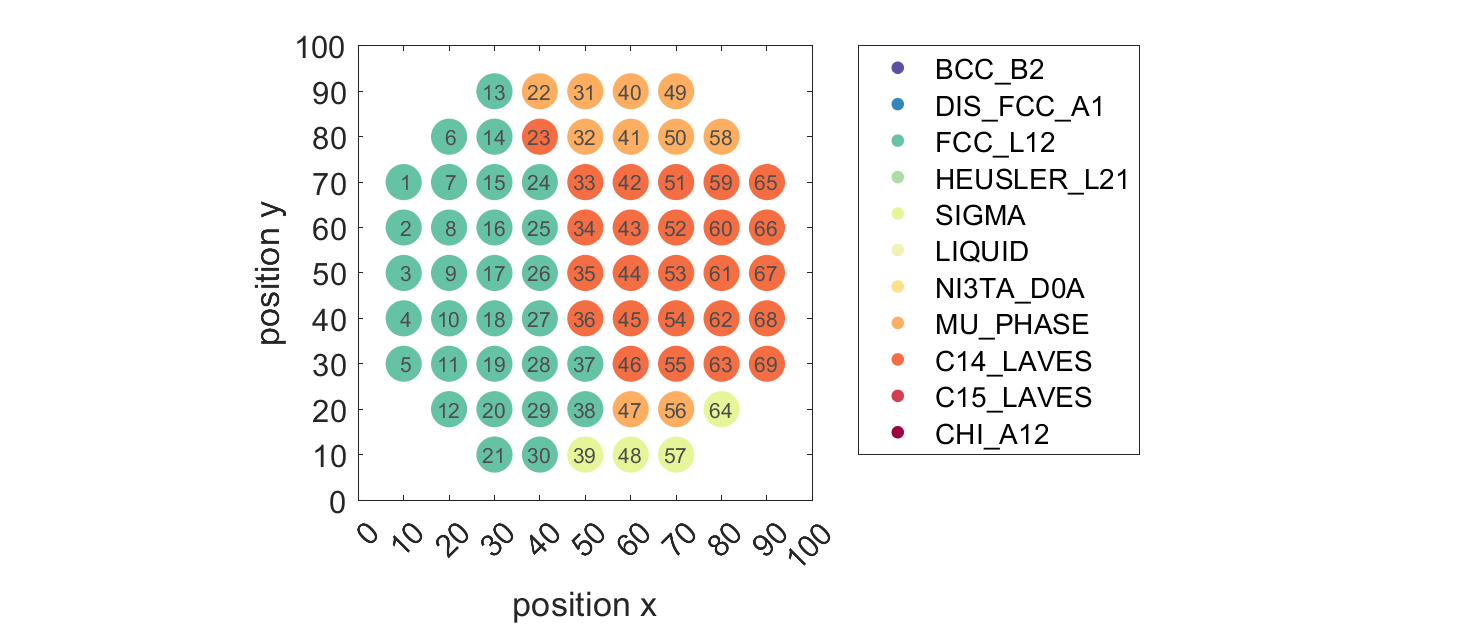 100
90
80
70
60
50
40
30
20
10
0
position y
13 22 31 40 49
6 14 23 32 41 50 58
1 7 15 24 33 42 51 59 65
2 8 16 25 34 43 52 60 66
3 9 17 26 35 44 53 61 67
4 10 18 27 36 45 54 62 68
5 11 19 28 37 46 55 63 69
12 20 29 38 47 56 64
21 30 39 48 57
0 10 20 30 40 50 60 70 80 90 100
position x
BCC_B2
DIS_FCC_A1
FCC_L12
HEUSLER_L21
SIGMA
LIQUID
NI3TA_D0A
MU_PHASE
C14_LAVES
C15_LAVES
CHI_A12